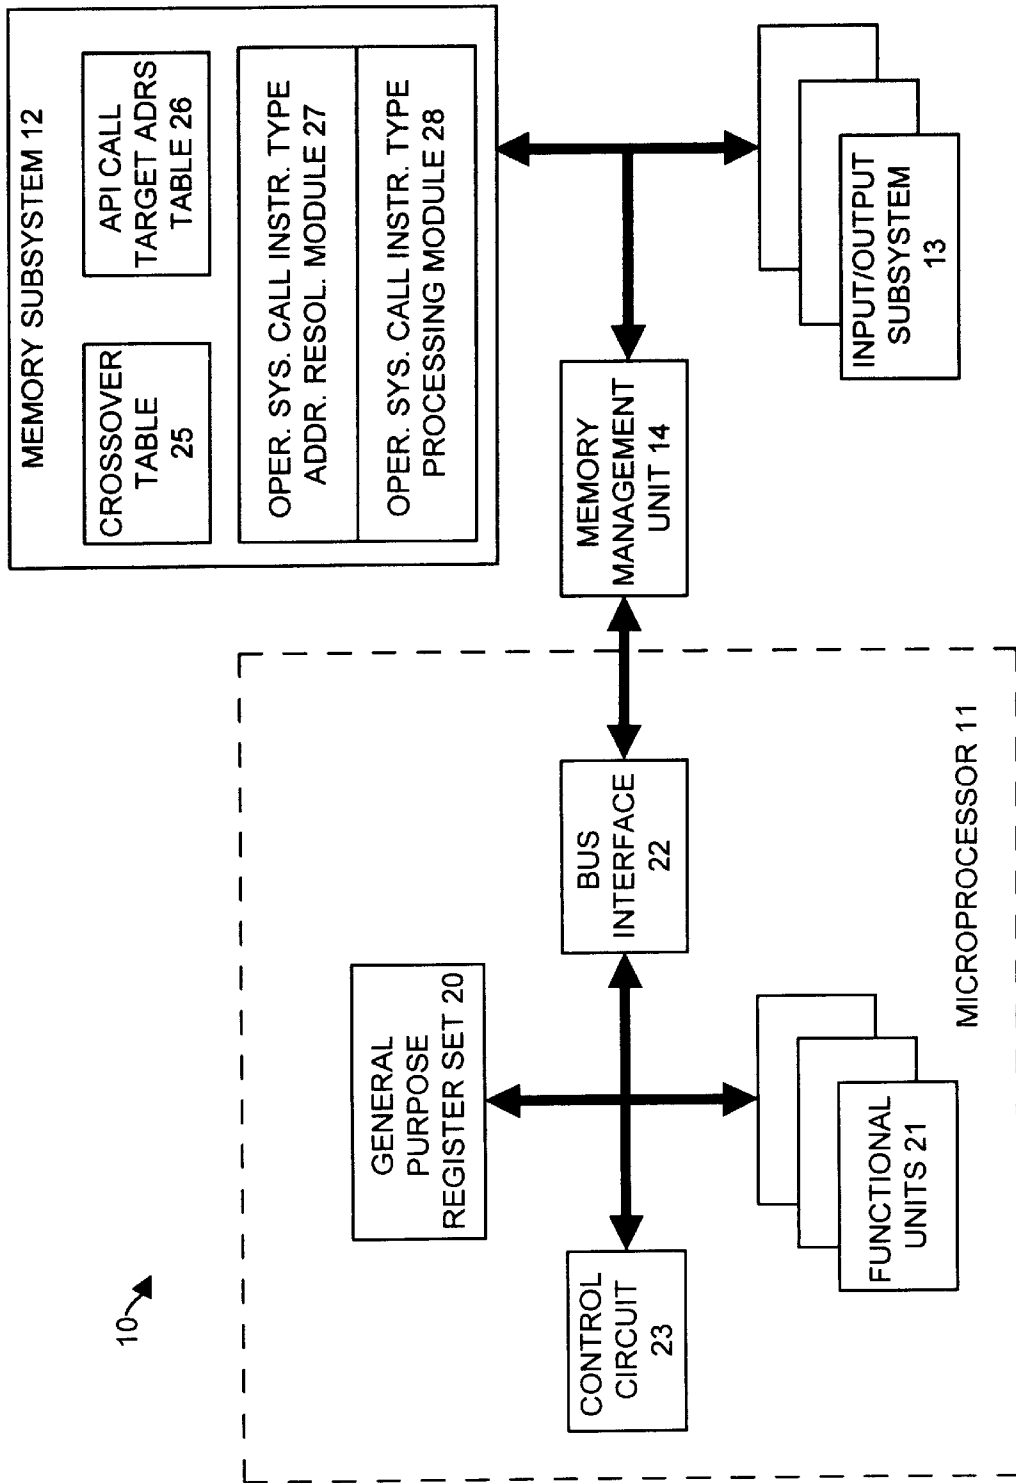 10
MEMORY SUBSYSTEM 12
CROSSOVER
TABLE
25
API CALL
TARGET ADRS
TABLE 26
OPER. SYS. CALL INSTR. TYPE
ADDR. RESOL. MODULE 27
OPER. SYS. CALL INSTR. TYPE
PROCESSING MODULE 28
GENERAL
PURPOSE
REGISTER SET 20
CONTROL
CIRCUIT
23
BUS
INTERFACE
22
MEMORY
MANAGEMENT
UNIT 14
FUNCTIONAL
UNITS 21
INPUT/OUTPUT
SUBSYSTEM
13
MICROPROCESSOR 11